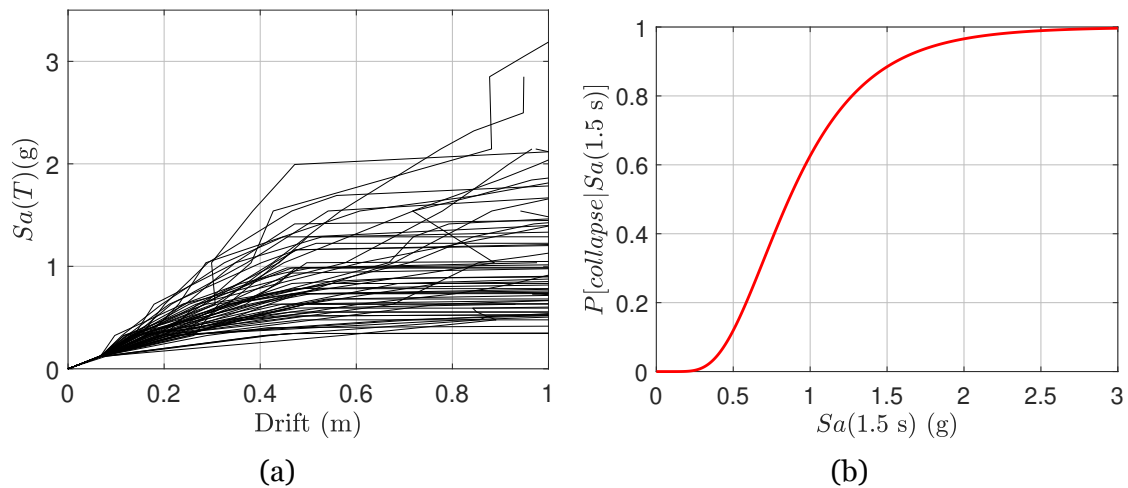 3
2
1
0
0 0.2 0.4 0.6 0.8 1
Sa(T)(g)
Drift (m)
(a)
1
0.8
0.6
0.4
0.2
0
0 0.5 1 1.5 2 2.5 3
P[collapse|Sa(1.5 s)]
Sa(1.5 s) (g)
(b)